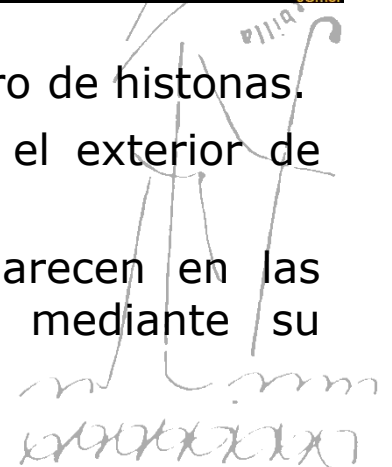 ro de histonas.
el exterior de
arecen en las
mediante su